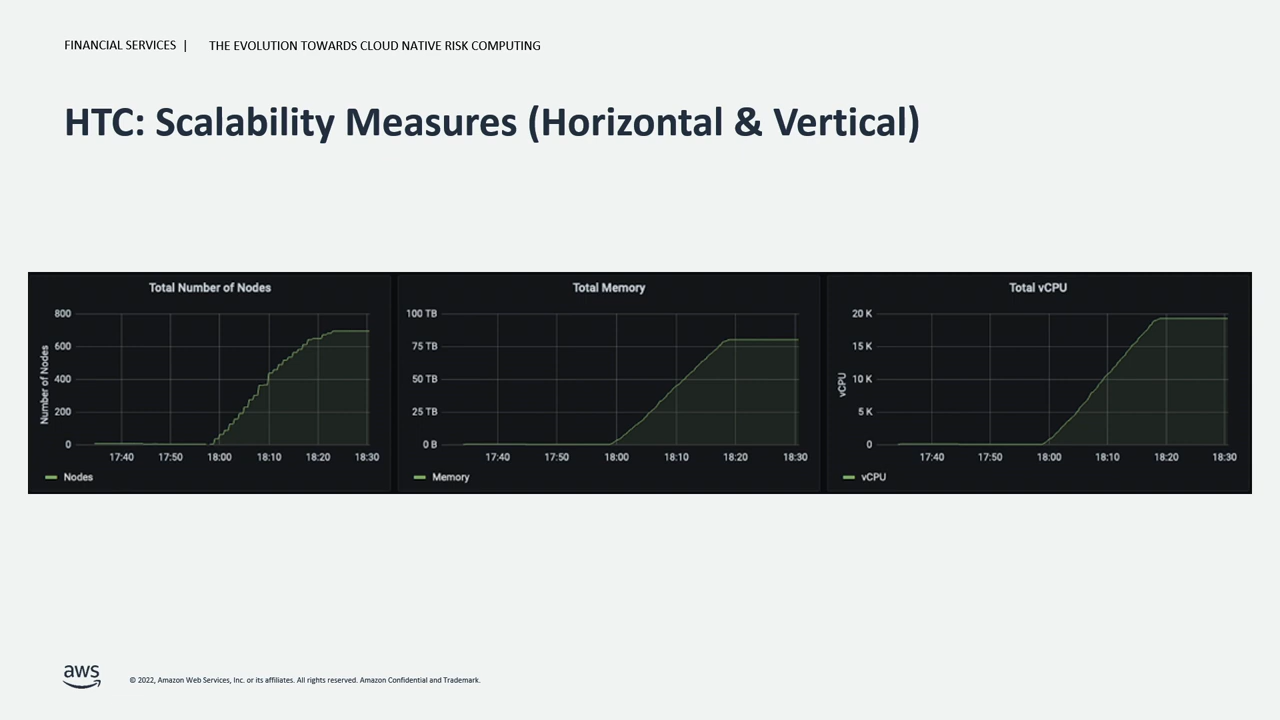 FINANCIAL SERVICES | THE EVOLUTION TOWARDS CLOUD NATIVE RISK COMPUTING
HTC: Scalability Measures (Horizontal & Vertical)
Total Number of Nodes
800
600
400
200
0
Number of Nodes
17:40 17:50 18:00 18:10 18:20 18:30
Nodes
Total Memory
100 TB
75 TB
50 TB
25 TB
0 B
17:40 17:50 18:00 18:10 18:20 18:30
Memory
Total vCPU
20 K
15 K
10 K
5 K
0
vCPU
17:40 17:50 18:00 18:10 18:20 18:30
vCPU
aws
© 2022, Amazon Web Services, Inc. or its affiliates. All rights reserved. Amazon Confidential and Trademark.